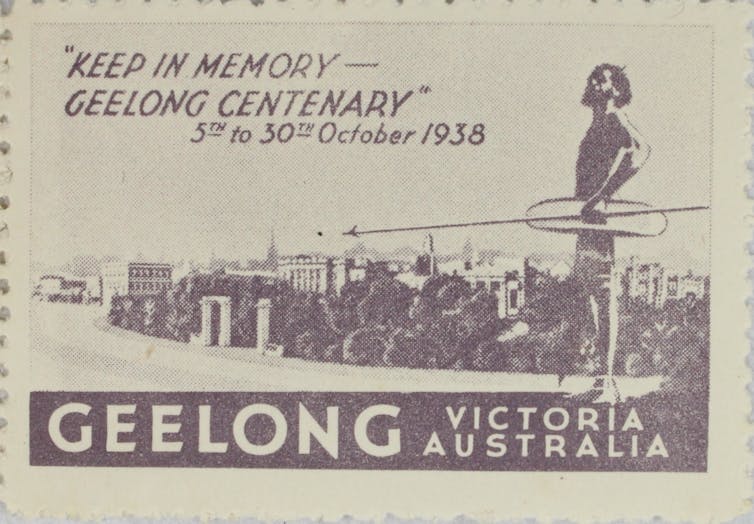 "KEEP IN MEMORY —
GEELONG CENTENARY"
5TH to 30TH October 1938
GEELONG VICTORIA
AUSTRALIA